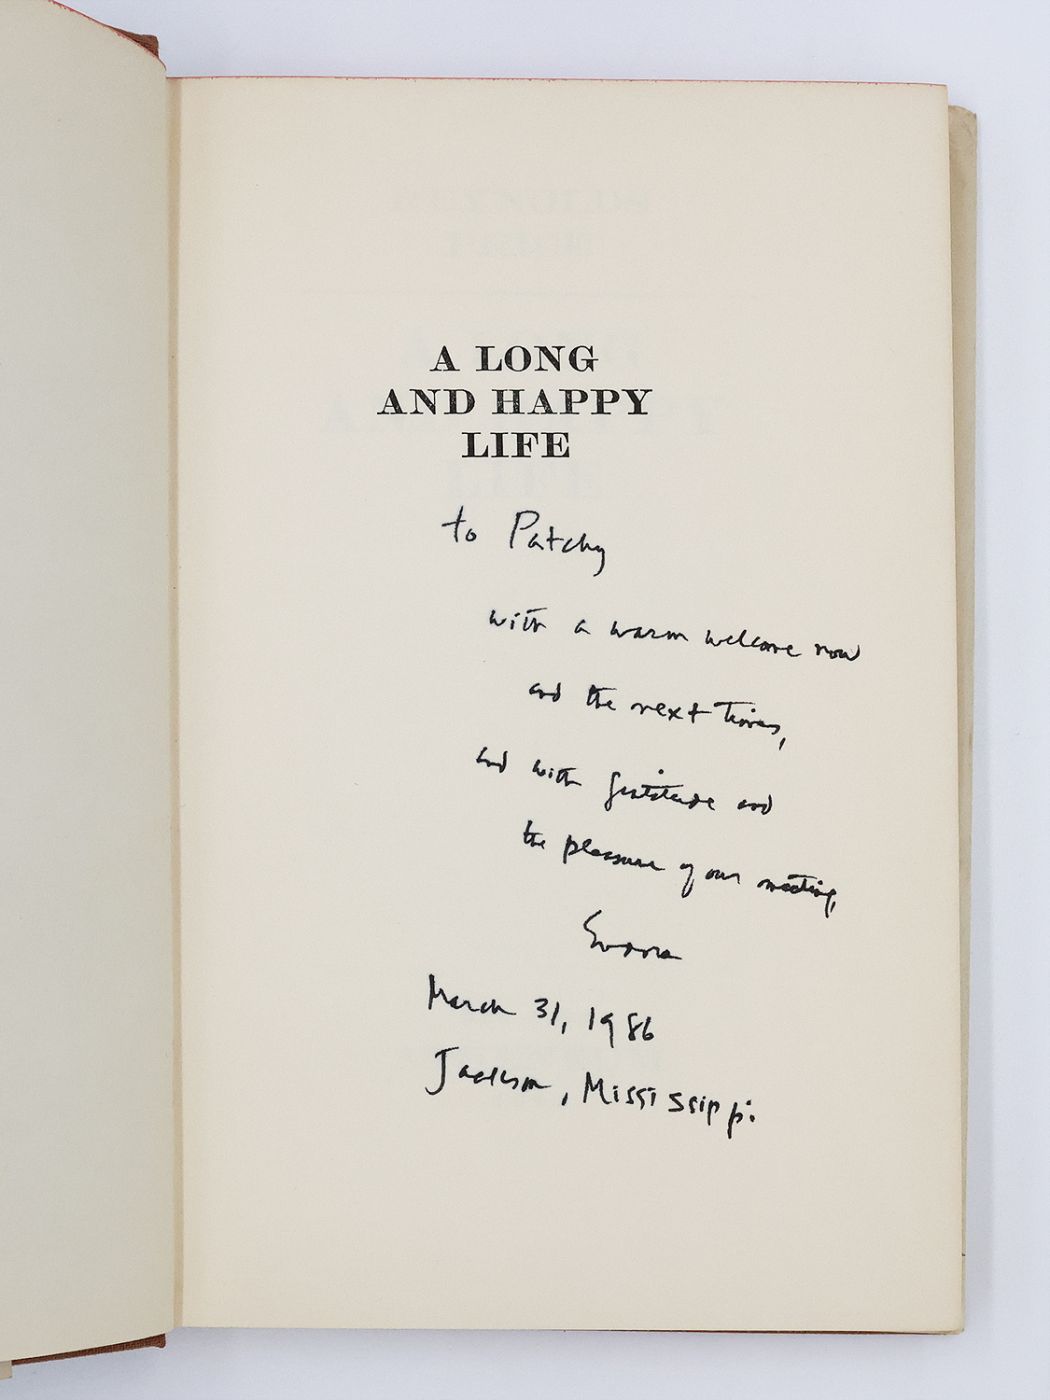 A LONG
AND HAPPY
LIFE
to Patchy
with a warm welcome now
and the next times,
and with gratitude and
the pleasure of our meeting,
March 31, 1986
Jackson, Mississippi